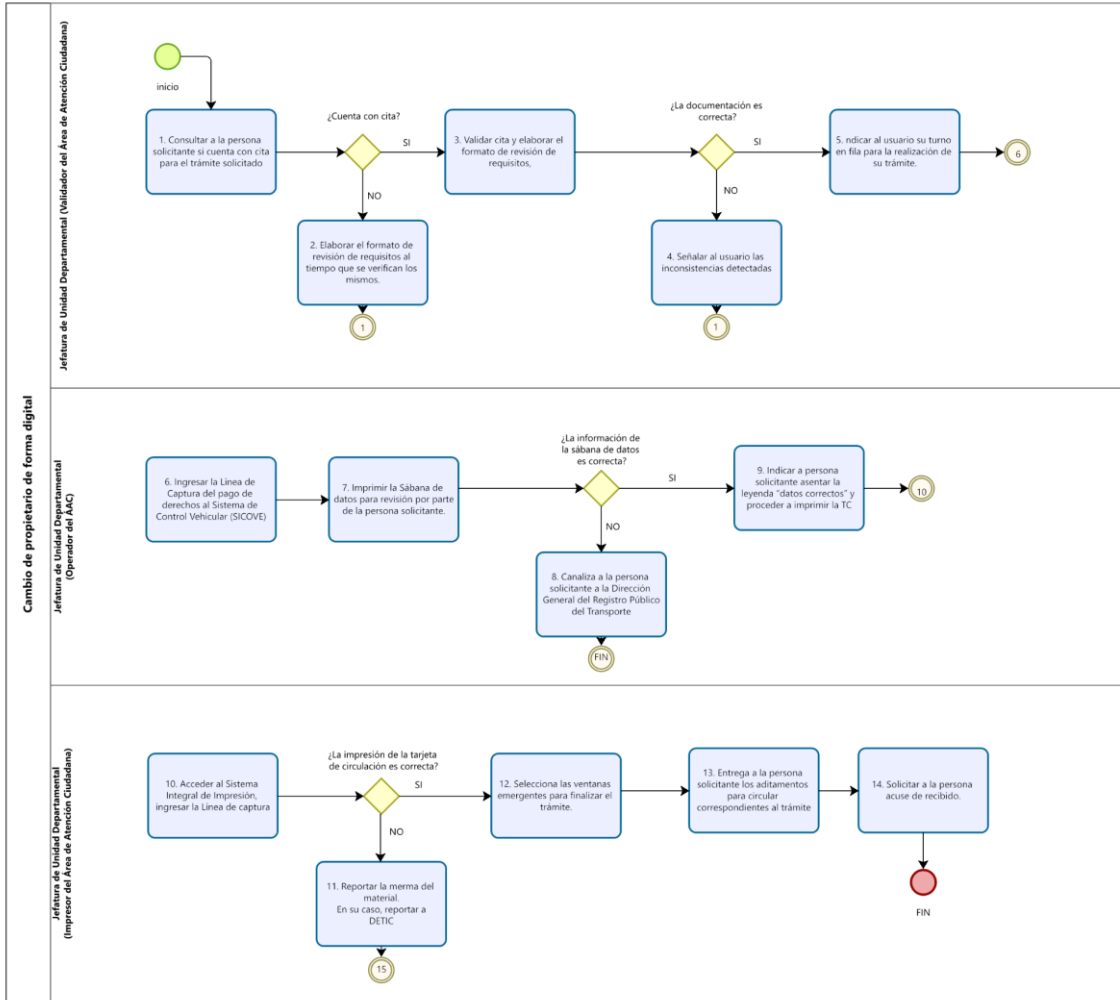 Cambio de propietario de forma digital
Jefatura de Unidad Departamental (Validador del Área de Atención Ciudadana)
inicio
1. Consultar a la persona
solicitante si cuenta con cita
para el trámite solicitado
¿Cuenta con cita?
SI
NO
2. Elaborar el formato de
revisión de requisitos al
tiempo que se verifican los
mismos.
1
3. Validar cita y elaborar el
formato de revisión de
requisitos,
¿La documentación es
correcta?
SI
NO
4. Señalar al usuario las
inconsistencias detectadas
1
5. ndicar al usuario su turno
en fila para la realización de
su trámite.
6
Jefatura de Unidad Departamental
(Operador del AAC)
6. Ingresar la Línea de
Captura del pago de
derechos al Sistema de
Control Vehicular (SICOVE)
7. Imprimir la Sábana de
datos para revisión por parte
de la persona solicitante.
¿La información de
la sábana de datos
es correcta?
SI
NO
8. Canaliza a la persona
solicitante a la Dirección
General del Registro Público
del Transporte
FIN
9. Indicar a persona
solicitante asentar la
leyenda “datos correctos” y
proceder a imprimir la TC
10
Jefatura de Unidad Departamental
(Impresor del Área de Atención Ciudadana)
10. Acceder al Sistema
Integral de Impresión,
ingresar la Línea de captura
¿La impresión de la tarjeta
de circulación es correcta?
SI
NO
11. Reportar la merma del
material.
En su caso, reportar a
DETIC
15
12. Selecciona las ventanas
emergentes para finalizar el
trámite.
13. Entrega a la persona
solicitante los aditamentos
para circular
correspondientes al trámite
14. Solicitar a la persona
acuse de recibido.
FIN